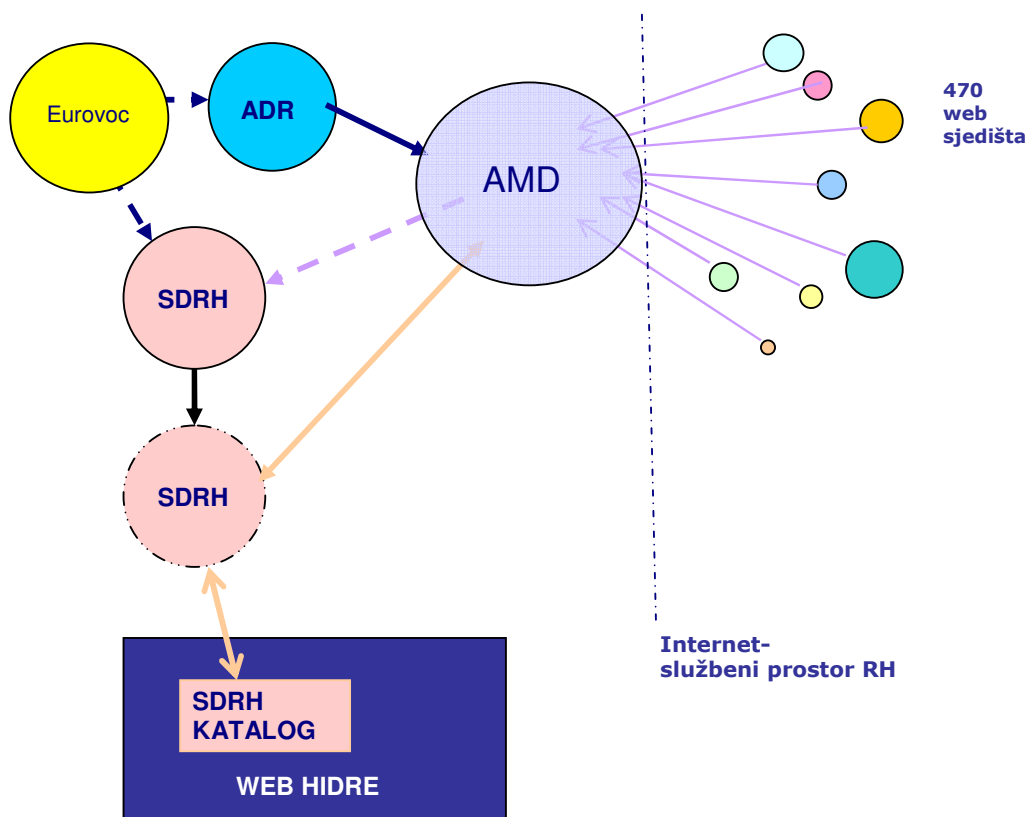 Eurovoc
ADR
AMD
470
web
sjedišta
SDRH
SDRH
Internet-
službeni prostor RH
SDRH
KATALOG
WEB HIDRE